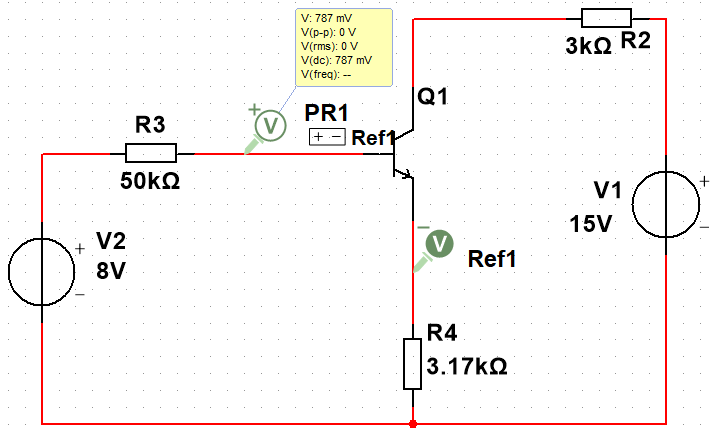 V: 787 mV
V(p-p): 0 V
V(rms): 0 V
V(dc): 787 mV
V(freq): --
3kΩ R2
Q1
PR1
+
V
+ −
Ref1
R3
50kΩ
V1
+
15V
−
V2
+
8V
−
−
V
Ref1
R4
3.17kΩ